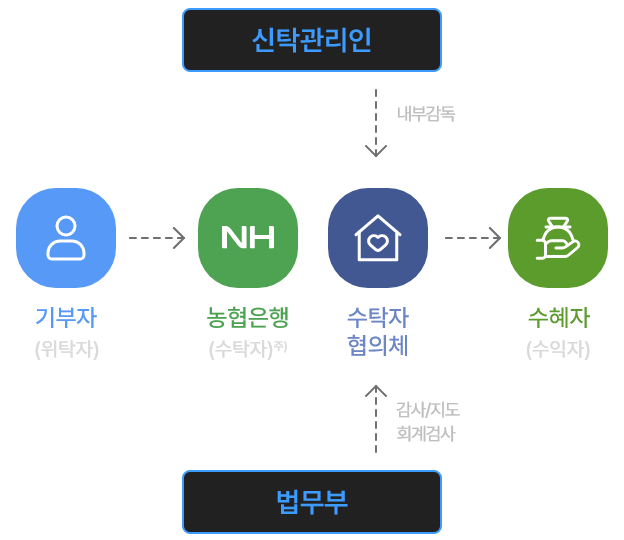 신탁관리인
내부감독
NH
기부자
(위탁자)
농협은행
(수탁자)주)
수탁자
협의체
수혜자
(수익자)
감사/지도
회계검사
법무부